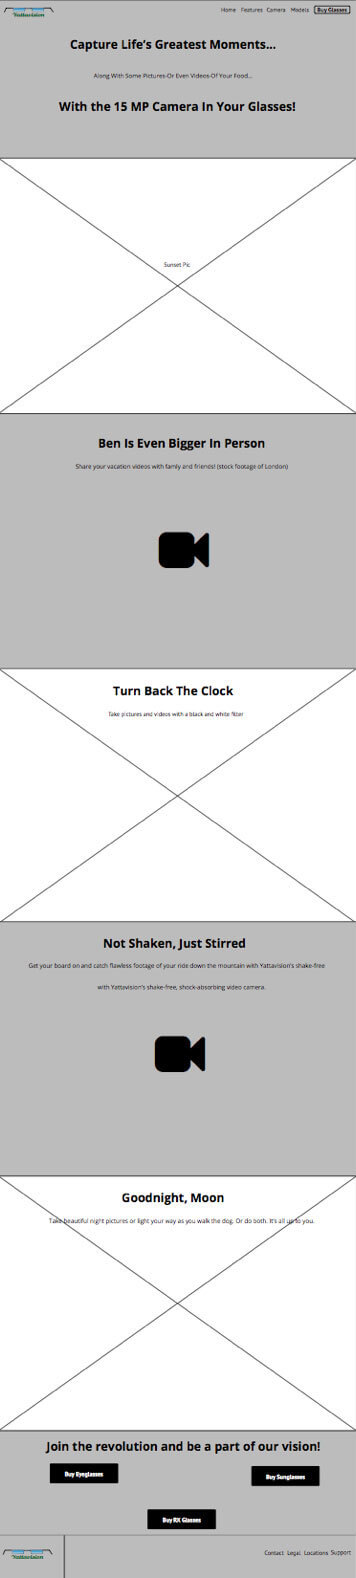 Yattavision
Home Features Camera Models Buy Glasses
Capture Life's Greatest Moments...
Along With Some Pictures-Or Even Videos-Of Your Food...
With the 15 MP Camera In Your Glasses!
Sunset Pic
Ben Is Even Bigger In Person
Share your vacation videos with family and friends! (stock footage of London)
Turn Back The Clock
Take pictures and videos with a black and white filter
Not Shaken, Just Stirred
Get your board on and catch flawless footage of your ride down the mountain with Yattavision's shake-free
with Yattavision's shake-free, shock-absorbing video camera.
Goodnight, Moon
Take beautiful night pictures or light your way as you walk the dog. Or do both. It's all up to you.
Join the revolution and be a part of our vision!
Buy Eyeglasses
Buy Sunglasses
Buy RX Glasses
Yattavision
Contact Legal Locations Support